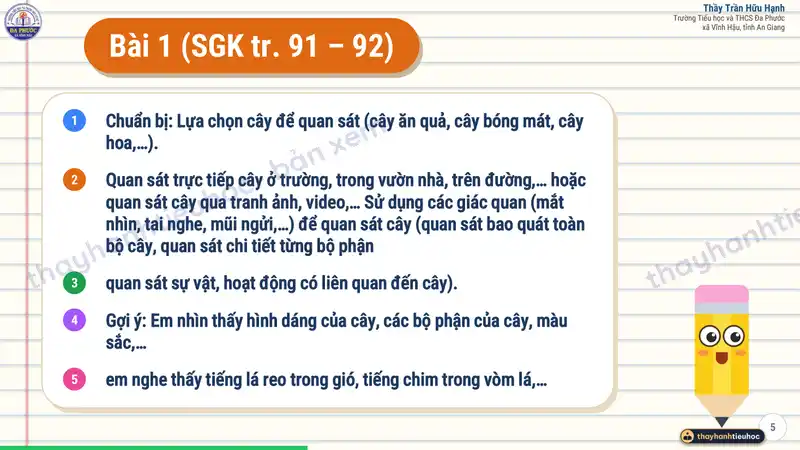 Thầy Trần Hữu Hạnh
Trường Tiểu học và THCS Đa Phước
xã Vĩnh Hậu, tỉnh An Giang
ĐA PHƯỚC
Bài 1 (SGK tr. 91 – 92)
1 Chuẩn bị: Lựa chọn cây để quan sát (cây ăn quả, cây bóng mát, cây
hoa,...).
2 Quan sát trực tiếp cây ở trường, trong vườn nhà, trên đường,... hoặc
quan sát cây qua tranh ảnh, video,... Sử dụng các giác quan (mắt
nhìn, tai nghe, mũi ngửi,...) để quan sát cây (quan sát bao quát toàn
bộ cây, quan sát chi tiết từng bộ phận
3 quan sát sự vật, hoạt động có liên quan đến cây).
4 Gợi ý: Em nhìn thấy hình dáng của cây, các bộ phận của cây, màu
sắc,...
5 em nghe thấy tiếng lá reo trong gió, tiếng chim trong vòm lá,...
thayhanhtieuhoc - bản xem
thayhanhtie
thayhanhtieuhoc
5